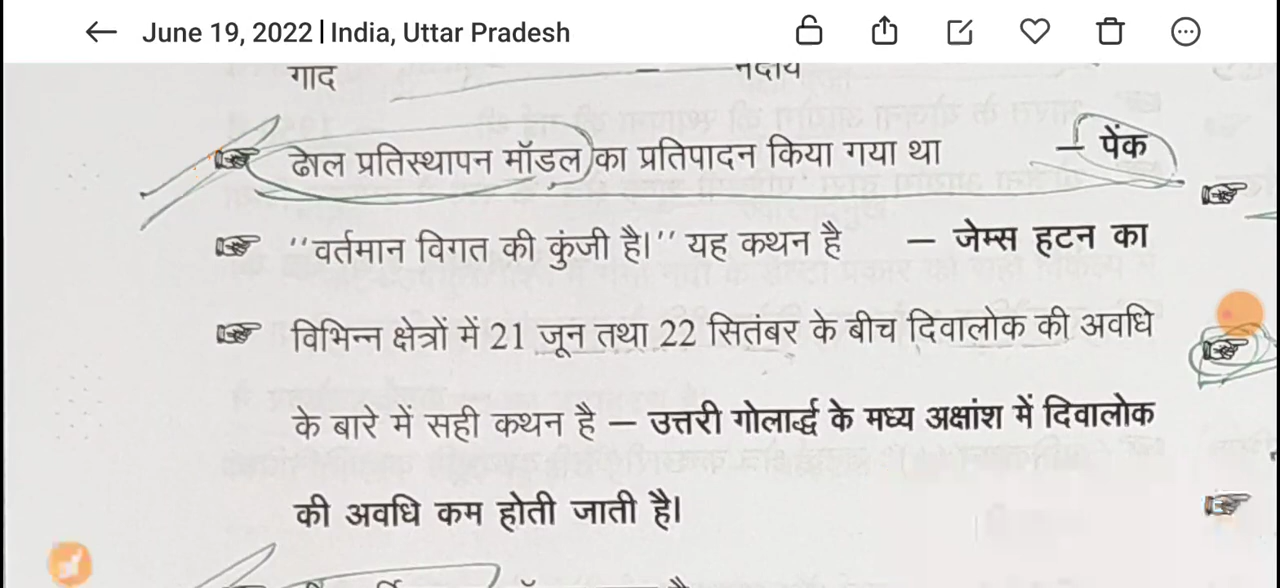 June 19, 2022 | India, Uttar Pradesh
गाद — नदीय
ढाल प्रतिस्थापन मॉडल का प्रतिपादन किया गया था — पेंक
“वर्तमान विगत की कुंजी है।” यह कथन है — जेम्स हटन का
विभिन्न क्षेत्रों में 21 जून तथा 22 सितंबर के बीच दिवालोक की अवधि
के बारे में सही कथन है — उत्तरी गोलार्द्ध के मध्य अक्षांश में दिवालोक
की अवधि कम होती जाती है।